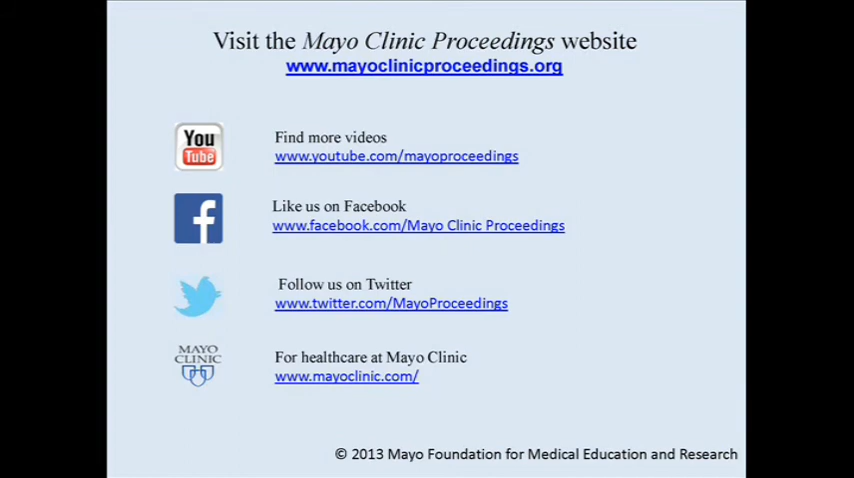 Visit the Mayo Clinic Proceedings website
www.mayoclinicproceedings.org
You
Tube
Find more videos
www.youtube.com/mayoproceedings
f
Like us on Facebook
www.facebook.com/Mayo Clinic Proceedings
Follow us on Twitter
www.twitter.com/MayoProceedings
MAYO
CLINIC
For healthcare at Mayo Clinic
www.mayoclinic.com/
© 2013 Mayo Foundation for Medical Education and Research